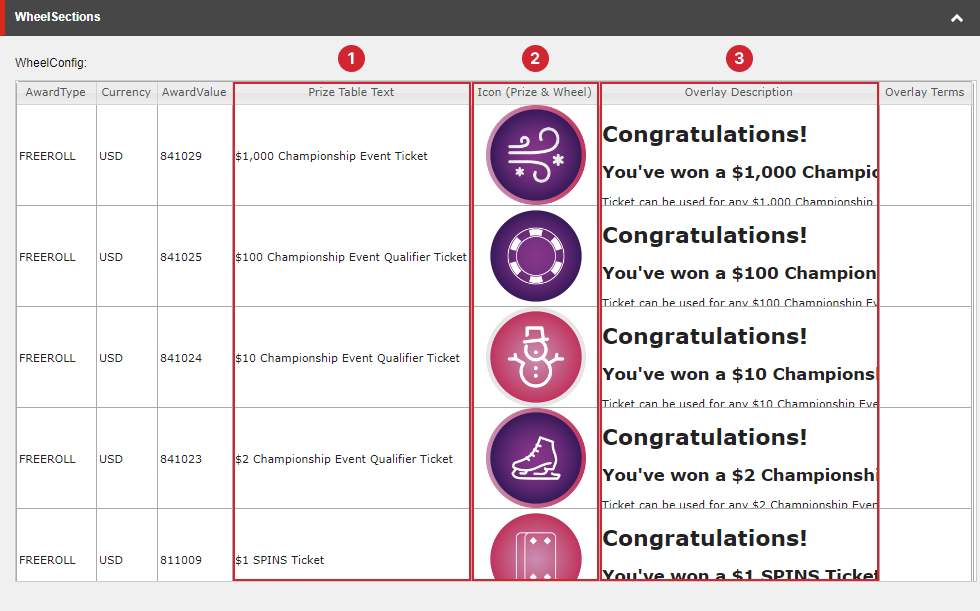 WheelSections
WheelConfig:
1 2 3
AwardType Currency AwardValue Prize Table Text Icon (Prize & Wheel) Overlay Description Overlay Terms
Congratulations!
FREEROLL USD 841029 $1,000 Championship Event Ticket
You've won a $1,000
Ticket can be used for any $1,000 Championship
Congratulations!
FREEROLL USD 841025 $100 Championship Event Qualifier Ticket
You've won a $100 Champion
Ticket can be used for any $100 Championship
Congratulations!
FREEROLL USD 841024 $10 Championship Event Qualifier Ticket
You've won a $10 Champions
Ticket can be used for any $10 Championship
Congratulations!
FREEROLL USD 841023 $2 Championship Event Qualifier Ticket
You've won a $2 Championshi
Ticket can be used for any $2 Championship
Congratulations!
FREEROLL USD 811009 $1 SPINS Ticket
You've won a $1 SPINS Ticket